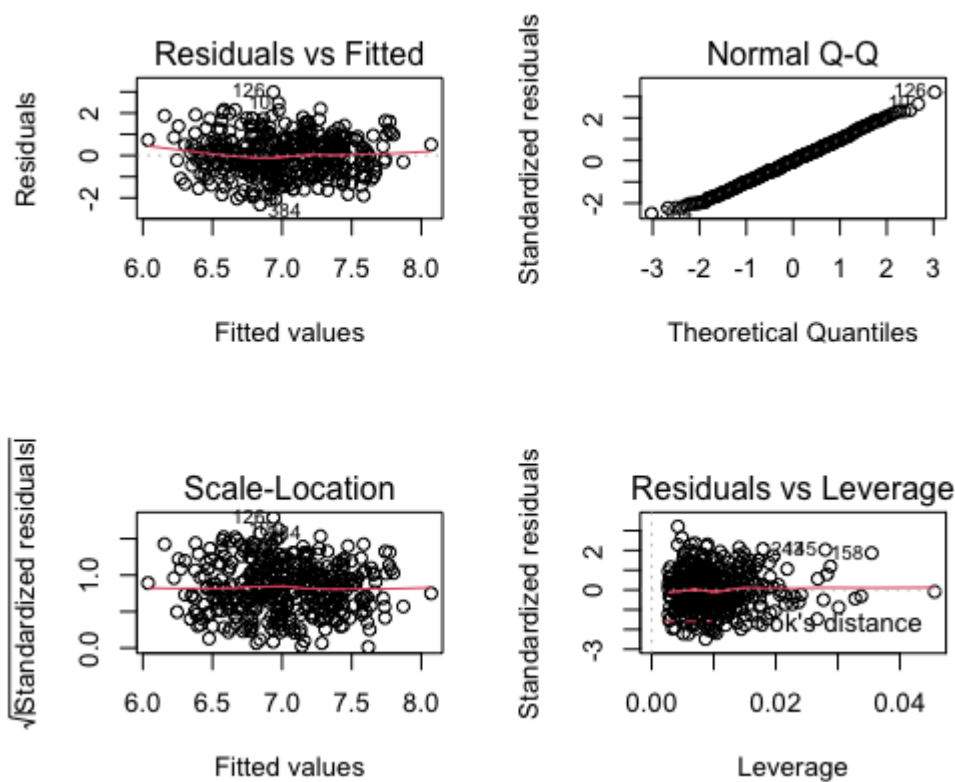 Residuals vs Fitted
Residuals
2
0
-2
126
10
384
6.0 6.5 7.0 7.5 8.0
Fitted values
Normal Q-Q
Standardized residuals
2
0
-2
126
-3 -2 -1 0 1 2 3
Theoretical Quantiles
Scale-Location
√|Standardized residuals|
1.0
0.0
126
6.0 6.5 7.0 7.5 8.0
Fitted values
Residuals vs Leverage
Standardized residuals
2
0
-3
158
distance
0.00 0.02 0.04
Leverage